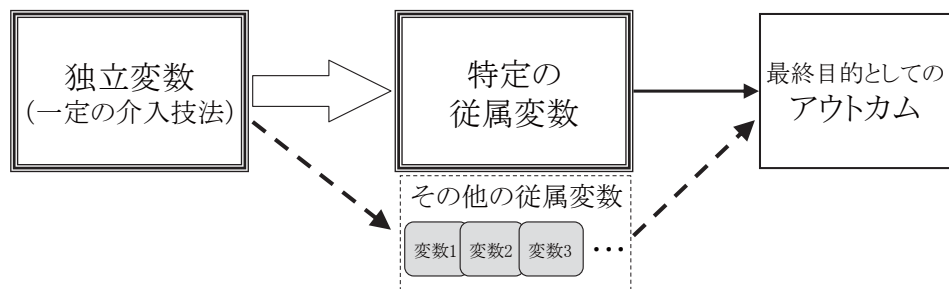 独立変数
(一定の介入技法)
特定の
従属変数
最終目的としての
アウトカム
その他の従属変数
変数1 変数2 変数3 …